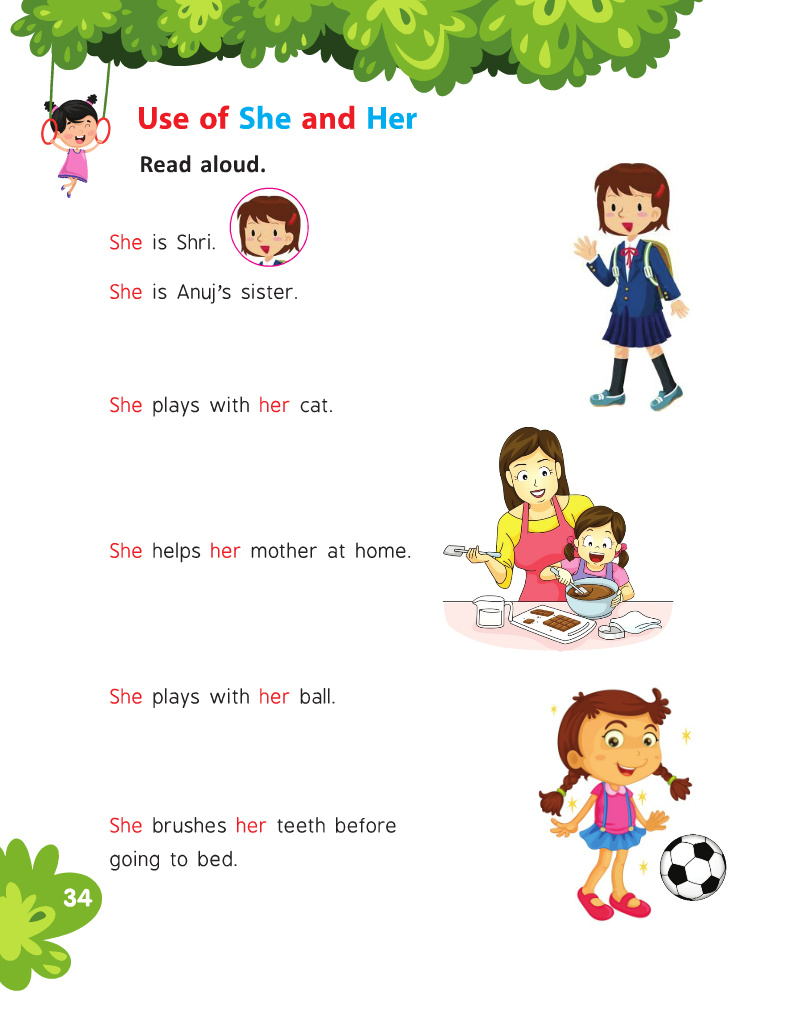 Use of She and Her
Read aloud.
She is Shri.
She is Anuj’s sister.
She plays with her cat.
She helps her mother at home.
She plays with her ball.
She brushes her teeth before
going to bed.
34